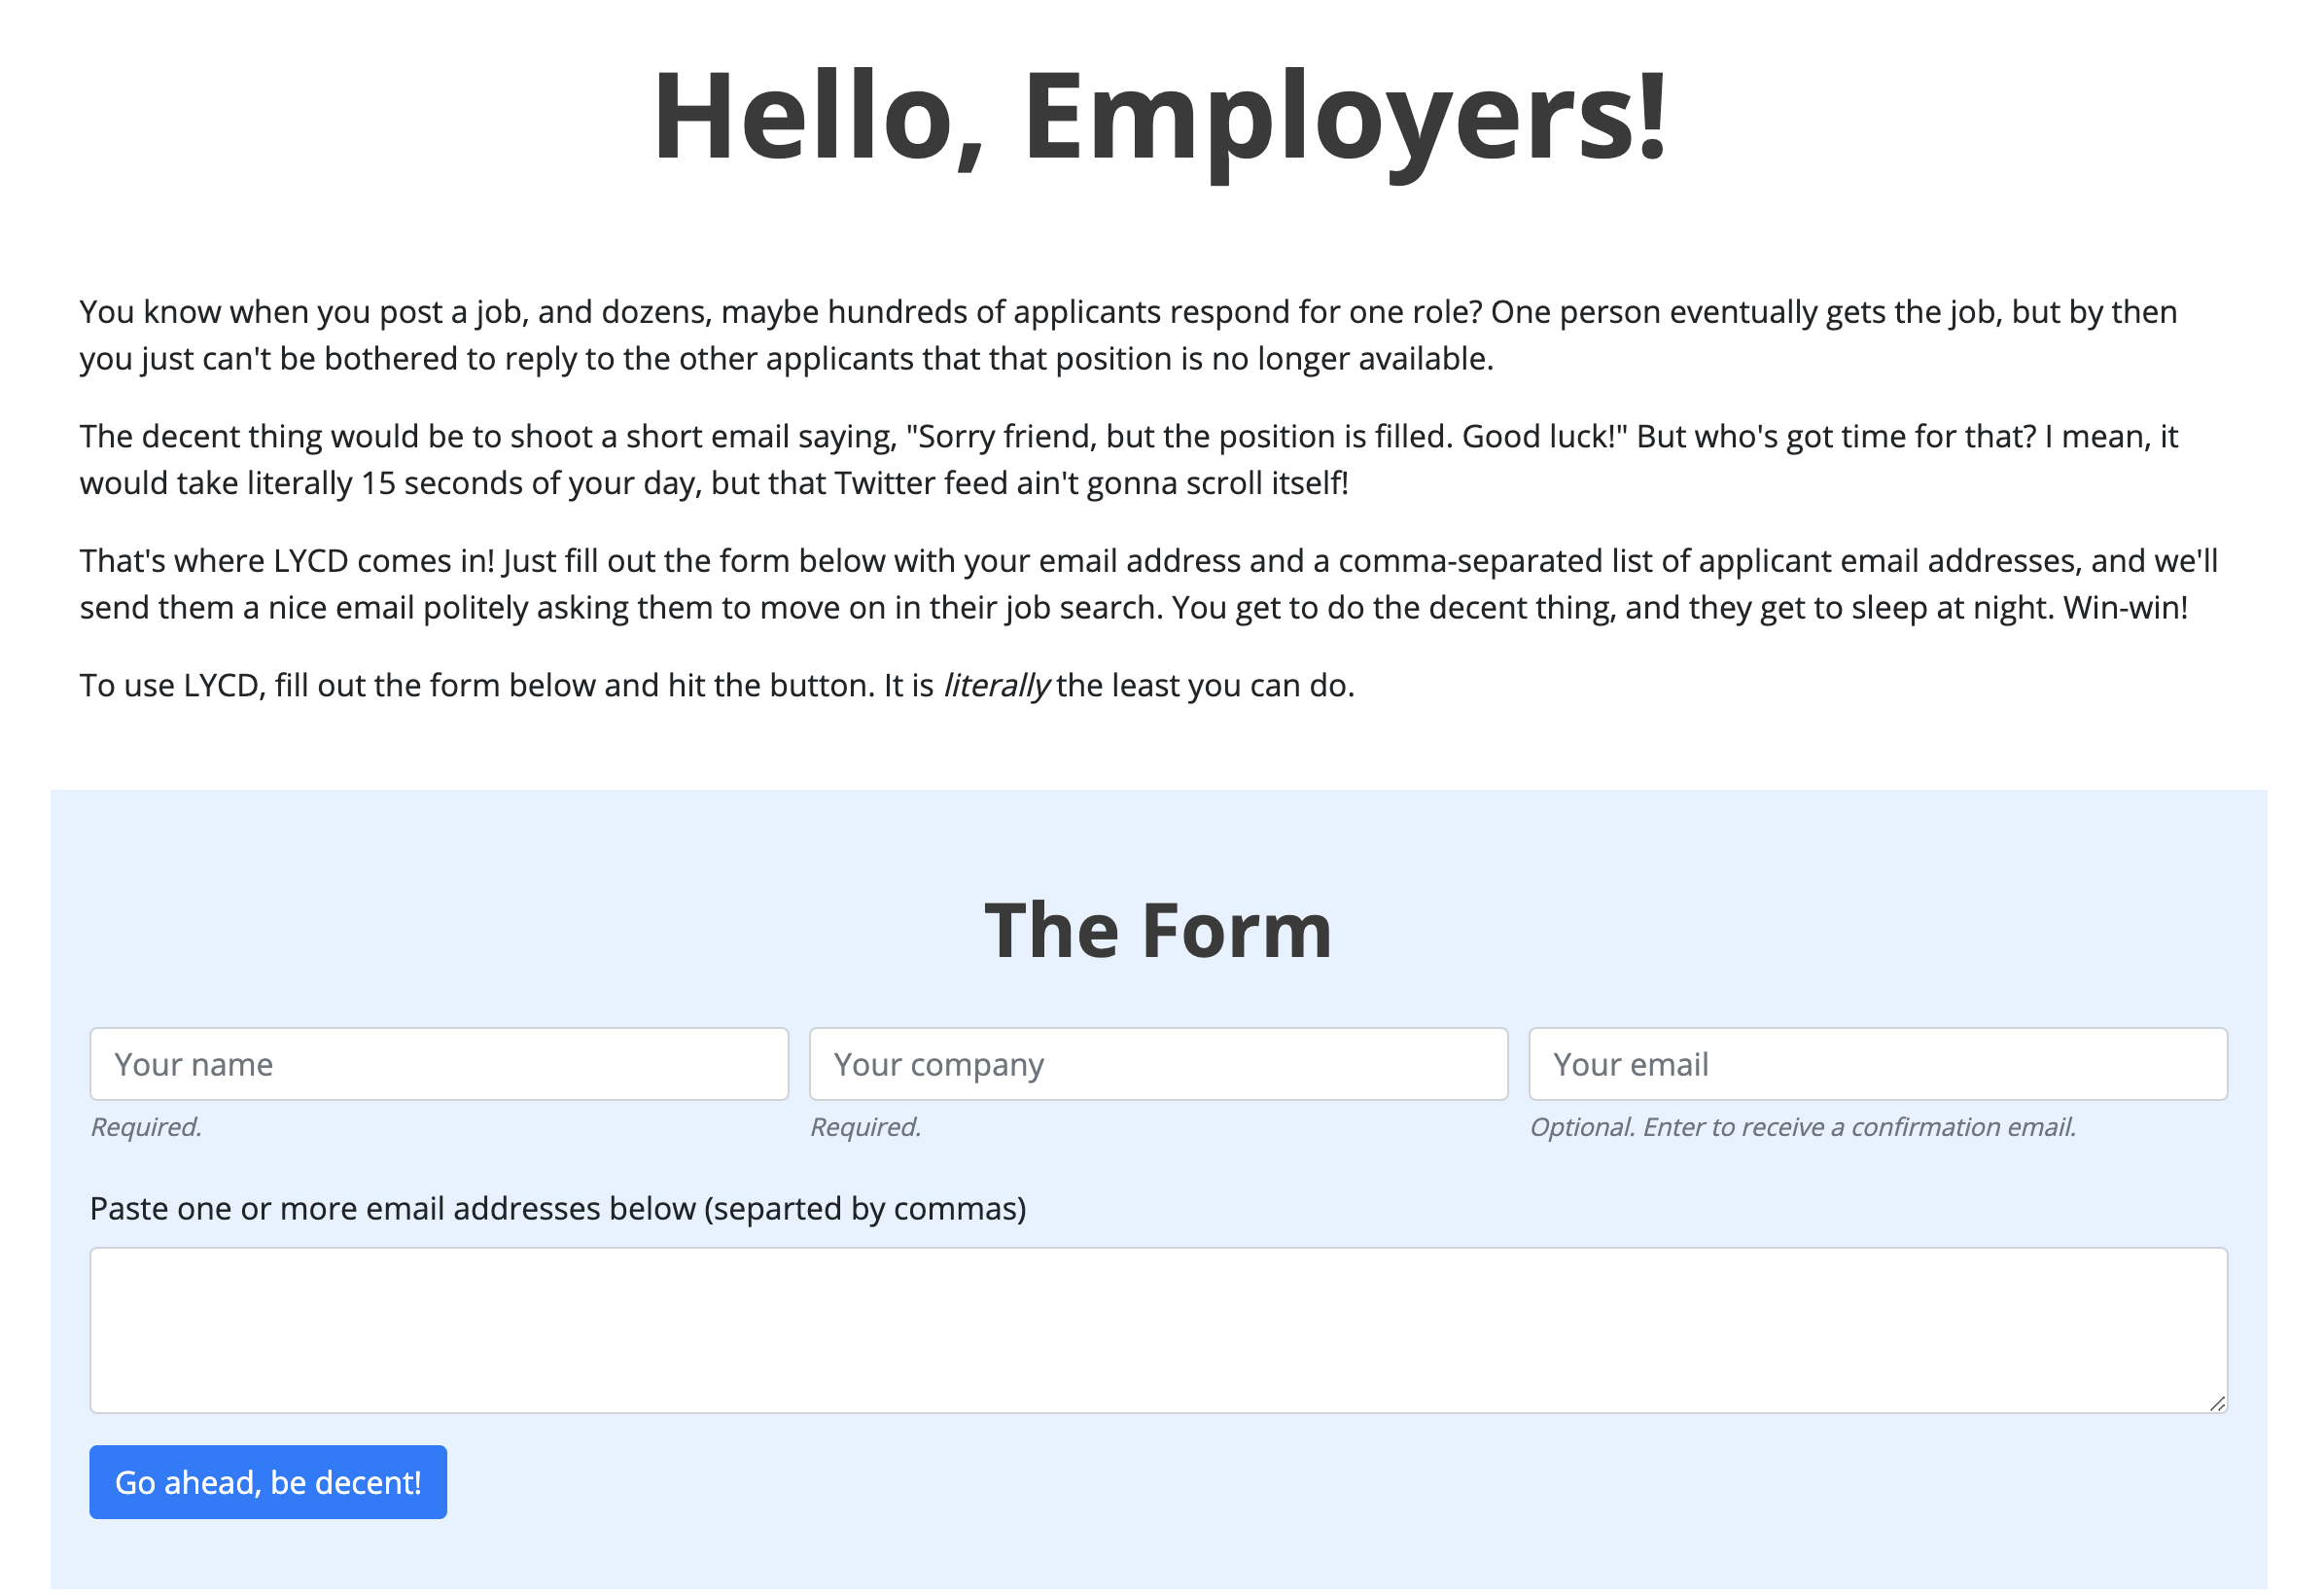 Hello, Employers!
You know when you post a job, and dozens, maybe hundreds of applicants respond for one role? One person eventually gets the job, but by then
you just can't be bothered to reply to the other applicants that that position is no longer available.
The decent thing would be to shoot a short email saying, "Sorry friend, but the position is filled. Good luck!" But who's got time for that? I mean, it
would take literally 15 seconds of your day, but that Twitter feed ain't gonna scroll itself!
That's where LYCD comes in! Just fill out the form below with your email address and a comma-separated list of applicant email addresses, and we'll
send them a nice email politely asking them to move on in their job search. You get to do the decent thing, and they get to sleep at night. Win-win!
To use LYCD, fill out the form below and hit the button. It is literally the least you can do.
The Form
Your name Your company Your email
Required. Required. Optional. Enter to receive a confirmation email.
Paste one or more email addresses below (separted by commas)
Go ahead, be decent!